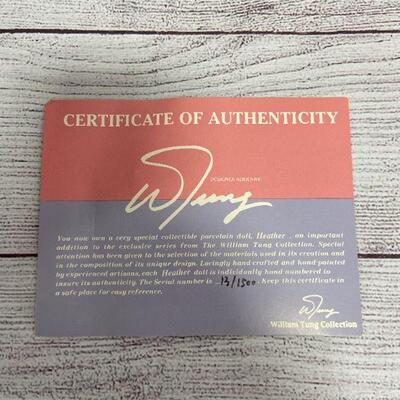 CERTIFICATE OF AUTHENTICITY
W Tung
You now own a very special collectible porcelain doll, Heather , an important
addition to the exclusive series from The William Tung Collection. Special
attention has been given to the selection of the materials used in its creation and
in the composition of its unique design. Lovingly hand crafted and hand-painted
by experienced artisans, each Heather doll is individually hand numbered to
insure its authenticity. The Serial number is 13/1500. Keep this certificate in
a safe place for easy reference.
W Tung
William Tung Collection